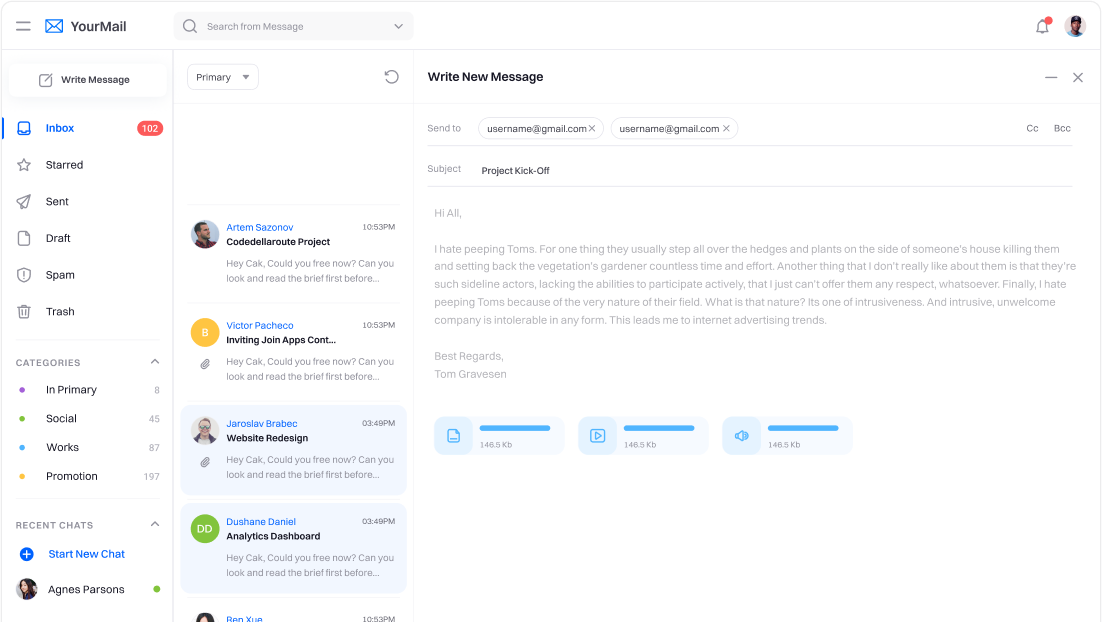 YourMail
Search from Message
Write Message
Inbox 102
Starred
Sent
Draft
Spam
Trash
CATEGORIES
In Primary 8
Social 45
Works 87
Promotion 197
RECENT CHATS
Start New Chat
Agnes Parsons
Primary
Artem Sazonov 10:53PM
Codedellaroute Project
Hey Cak, Could you free now? Can you
look and read the brief first before...
B
Victor Pacheco 10:53PM
Inviting Join Apps Cont...
Hey Cak, Could you free now? Can you
look and read the brief first before...
Jaroslav Brabec 03:49PM
Website Redesign
Hey Cak, Could you free now? Can you
look and read the brief first before...
DD
Dushane Daniel 03:49PM
Analytics Dashboard
Hey Cak, Could you free now? Can you
look and read the brief first before...
Ren Xue 10:53PM
Write New Message
Send to username@gmail.com username@gmail.com Cc Bcc
Subject Project Kick-Off
Hi All,
I hate peeping Toms. For one thing they usually step all over the hedges and plants on the side of someone's house killing them
and setting back the vegetation's gardener countless time and effort. Another thing that I don't really like about them is that they're
such sideline actors, lacking the abilities to participate actively, that I just can't offer them any respect, whatsoever. Finally, I hate
peeping Toms because of the very nature of their field. What is that nature? Its one of intrusiveness. And intrusive, unwelcome
company is intolerable in any form. This leads me to internet advertising trends.
Best Regards,
Tom Gravesen
146.5 Kb
146.5 Kb
146.5 Kb